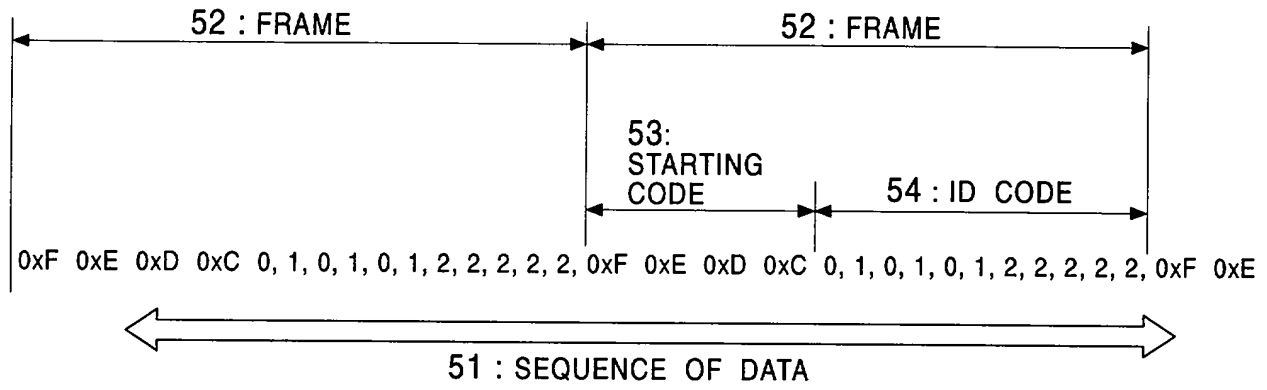 52 : FRAME 52 : FRAME
53:
STARTING
CODE
54 : ID CODE
0xF 0xE 0xD 0xC 0, 1, 0, 1, 0, 1, 2, 2, 2, 2, 2, 0xF 0xE 0xD 0xC 0, 1, 0, 1, 0, 1, 2, 2, 2, 2, 2, 0xF 0xE
51 : SEQUENCE OF DATA